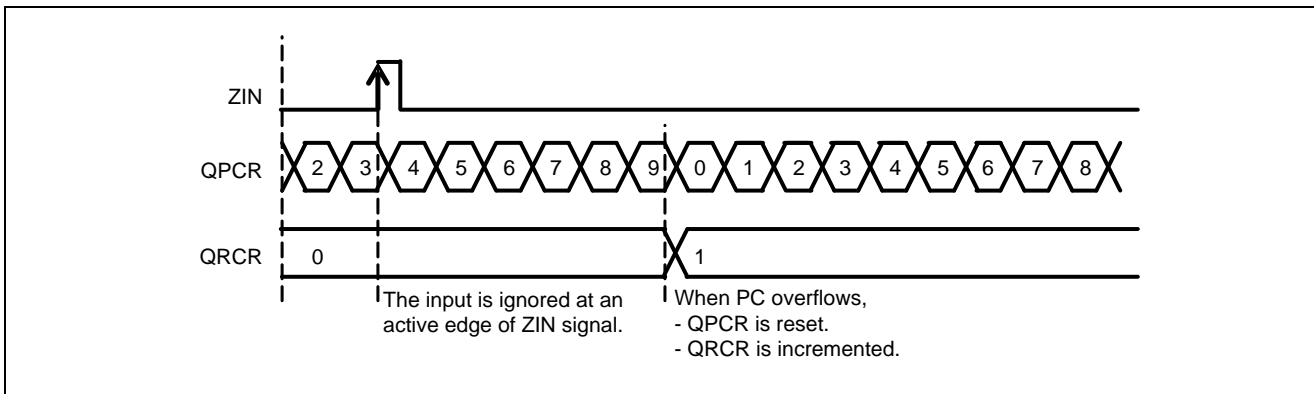 ZIN
QPCR 2 3 4 5 6 7 8 9 0 1 2 3 4 5 6 7 8
QRCR 0 1
The input is ignored at an
active edge of ZIN signal.
When PC overflows,
- QPCR is reset.
- QRCR is incremented.